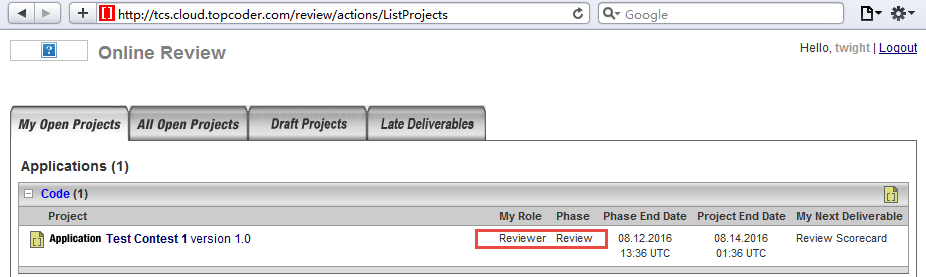 http://tcs.cloud.topcoder.com/review/actions/ListProjects
Google
Online Review
Hello, twight | Logout
My Open Projects
All Open Projects
Draft Projects
Late Deliverables
Applications (1)
Code (1)
Project My Role Phase Phase End Date Project End Date My Next Deliverable
Application Test Contest 1 version 1.0 Reviewer Review 08.12.2016 08.14.2016 Review Scorecard
13:36 UTC 01:36 UTC